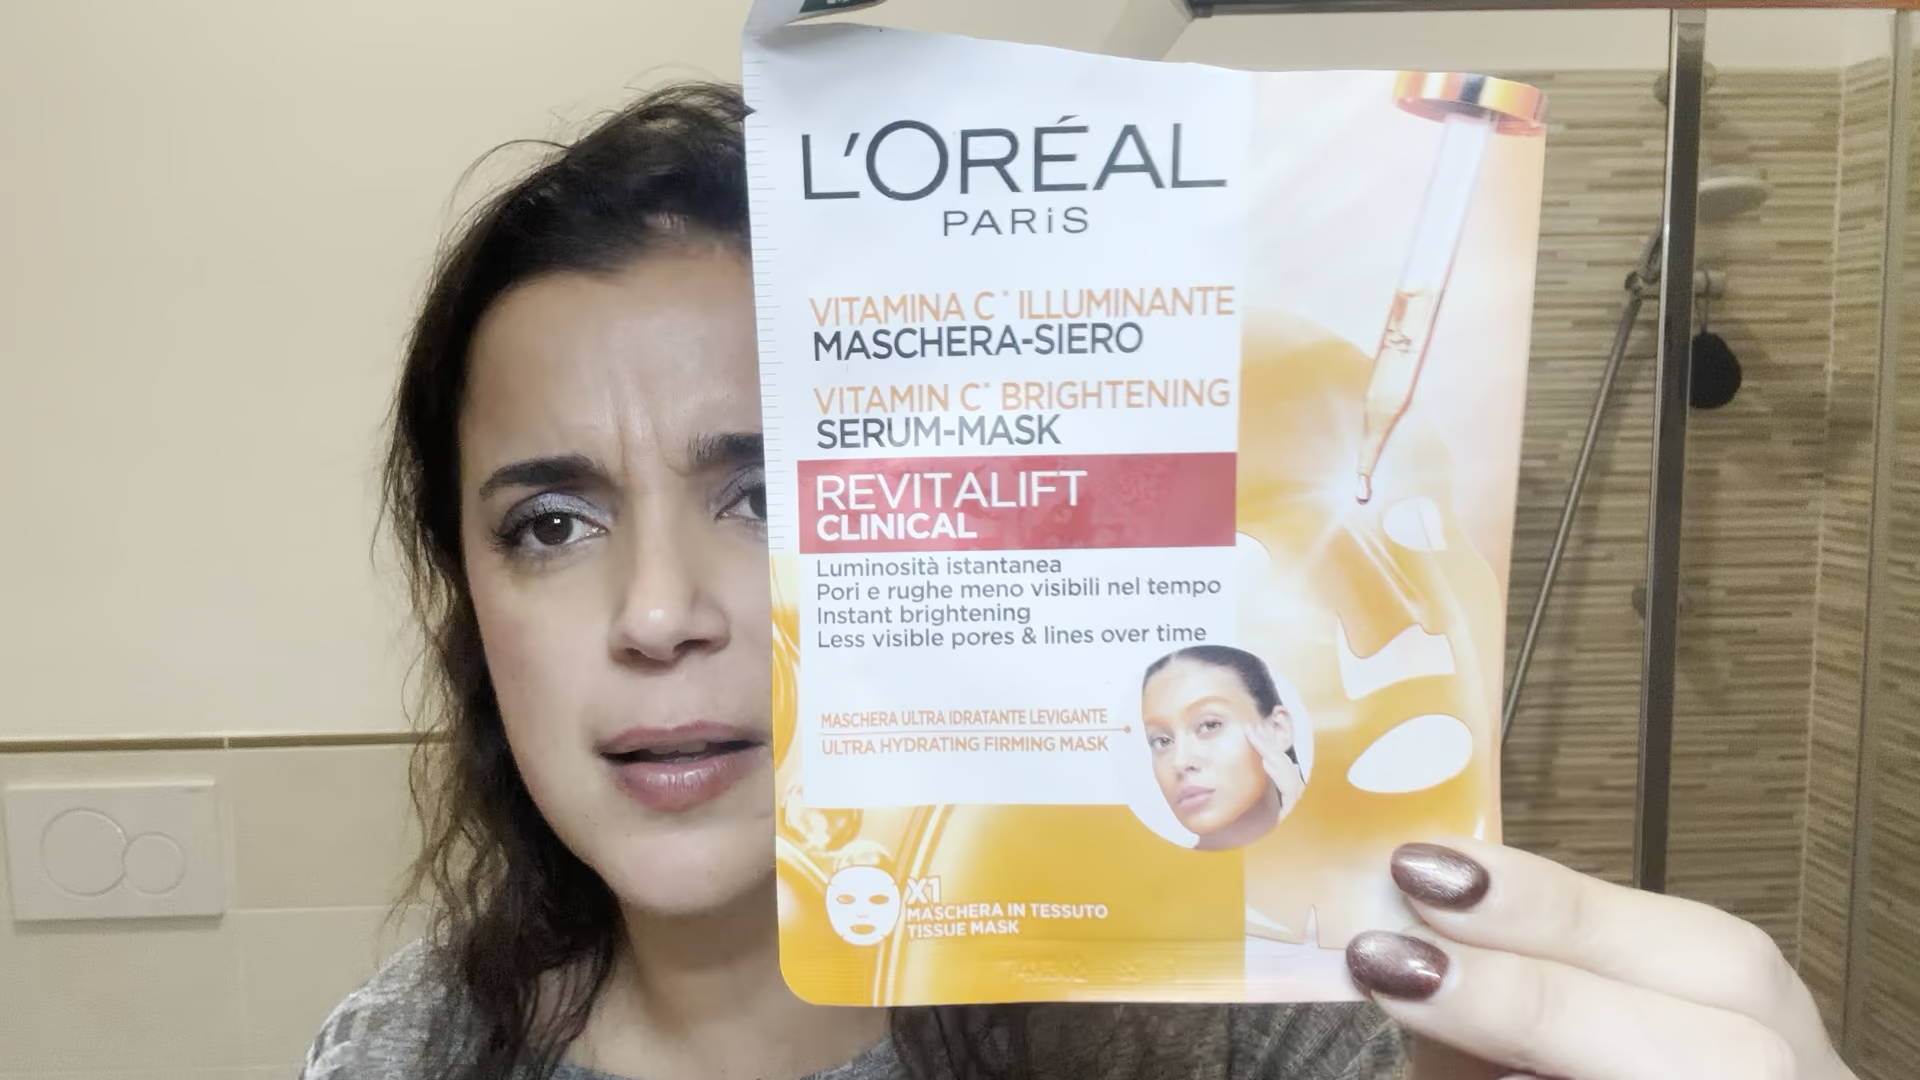 L'ORÉAL
PARiS
VITAMINA C* ILLUMINANTE
MASCHERA-SIERO
VITAMIN C* BRIGHTENING
SERUM-MASK
REVITALIFT
CLINICAL
Luminosità istantanea
Pori e rughe meno visibili nel tempo
Instant brightening
Less visible pores & lines over time
MASCHERA ULTRA IDRATANTE LEVIGANTE
ULTRA HYDRATING FIRMING MASK
X1
MASCHERA IN TESSUTO
TISSUE MASK